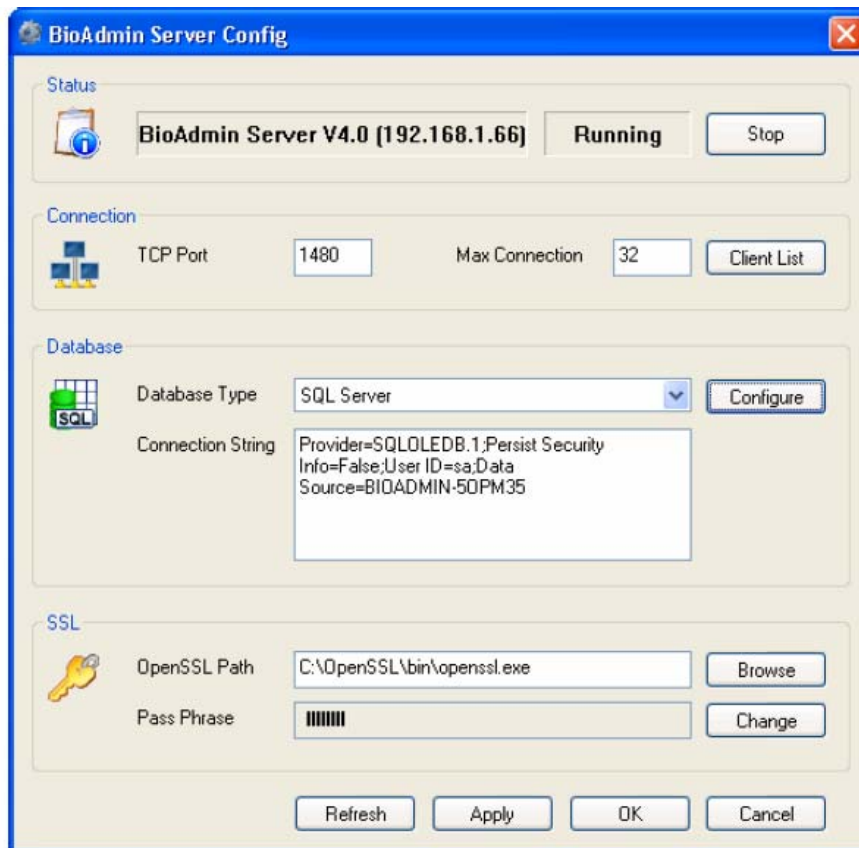 BioAdmin Server Config
Status
BioAdmin Server V4.0 (192.168.1.66) Running Stop
Connection
TCP Port 1480 Max Connection 32 Client List
Database
Database Type SQL Server Configure
SQL
Connection String Provider=SQLOLEDB.1;Persist Security
Info=False;User ID=sa;Data
Source=BIOADMIN-5OPM35
SSL
OpenSSL Path C:\OpenSSL\bin\openssl.exe Browse
Pass Phrase Change
Refresh Apply OK Cancel